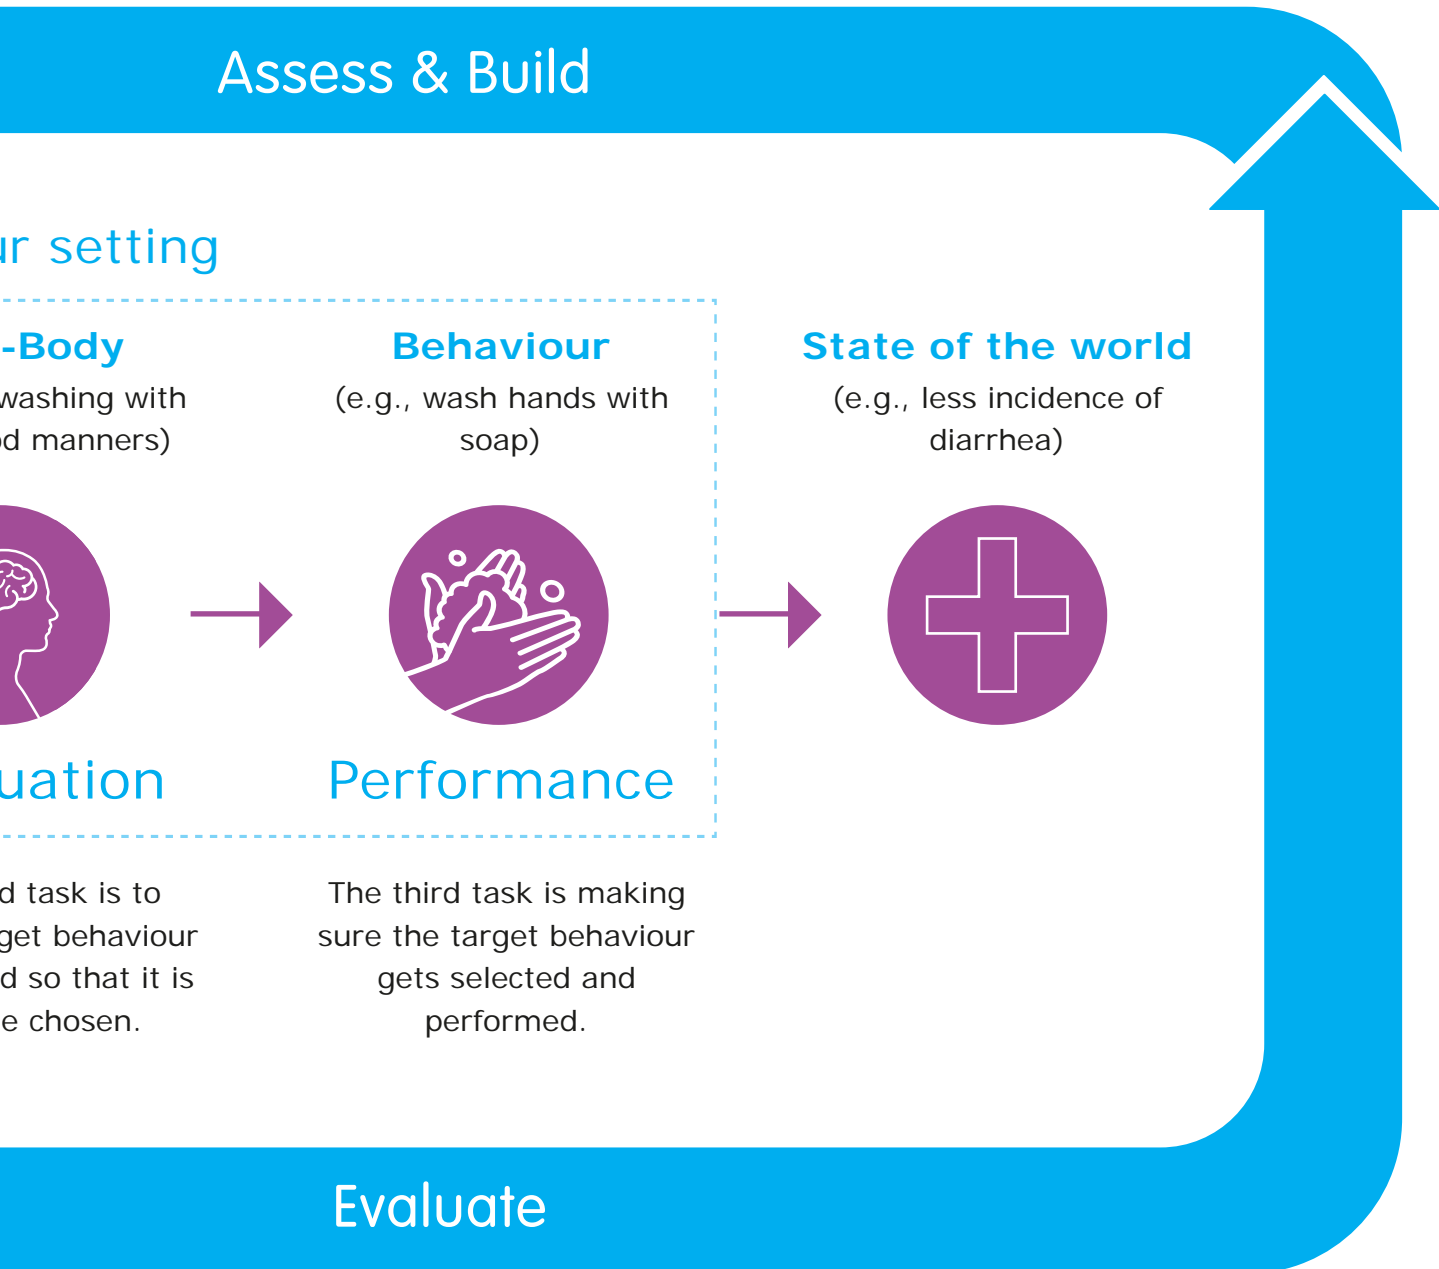 Assess & Build
ur setting
-Body
washing with
od manners)
Behaviour
(e.g., wash hands with
soap)
State of the world
(e.g., less incidence of
diarrhea)
uation
Performance
d task is to
get behaviour
d so that it is
e chosen.
The third task is making
sure the target behaviour
gets selected and
performed.
Evaluate